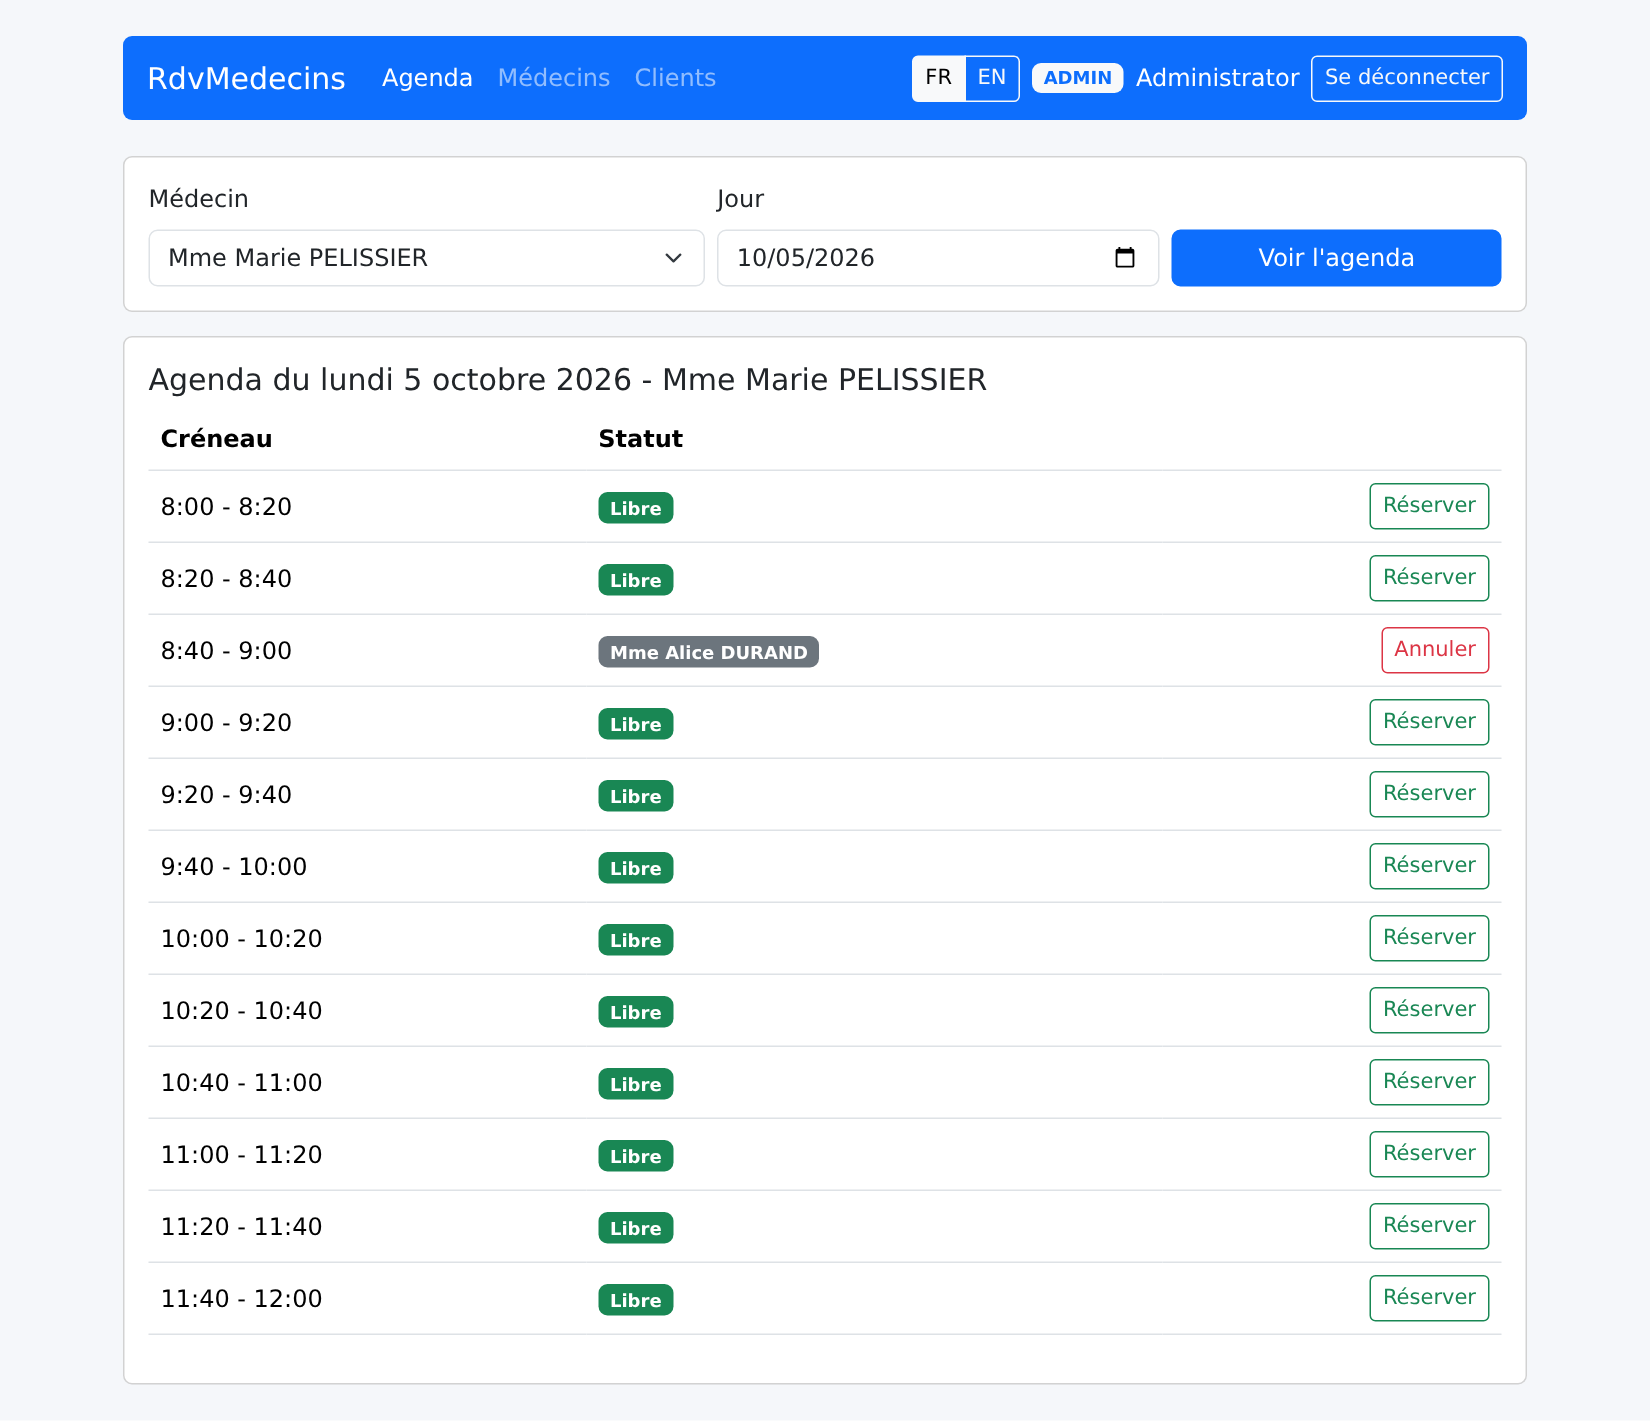 RdvMedecins Agenda Médecins Clients FR EN ADMIN Administrator Se déconnecter
Médecin Jour
Mme Marie PELISSIER 10/05/2026 Voir l'agenda
Agenda du lundi 5 octobre 2026 - Mme Marie PELISSIER
Créneau Statut
8:00 - 8:20 Libre Réserver
8:20 - 8:40 Libre Réserver
8:40 - 9:00 Mme Alice DURAND Annuler
9:00 - 9:20 Libre Réserver
9:20 - 9:40 Libre Réserver
9:40 - 10:00 Libre Réserver
10:00 - 10:20 Libre Réserver
10:20 - 10:40 Libre Réserver
10:40 - 11:00 Libre Réserver
11:00 - 11:20 Libre Réserver
11:20 - 11:40 Libre Réserver
11:40 - 12:00 Libre Réserver